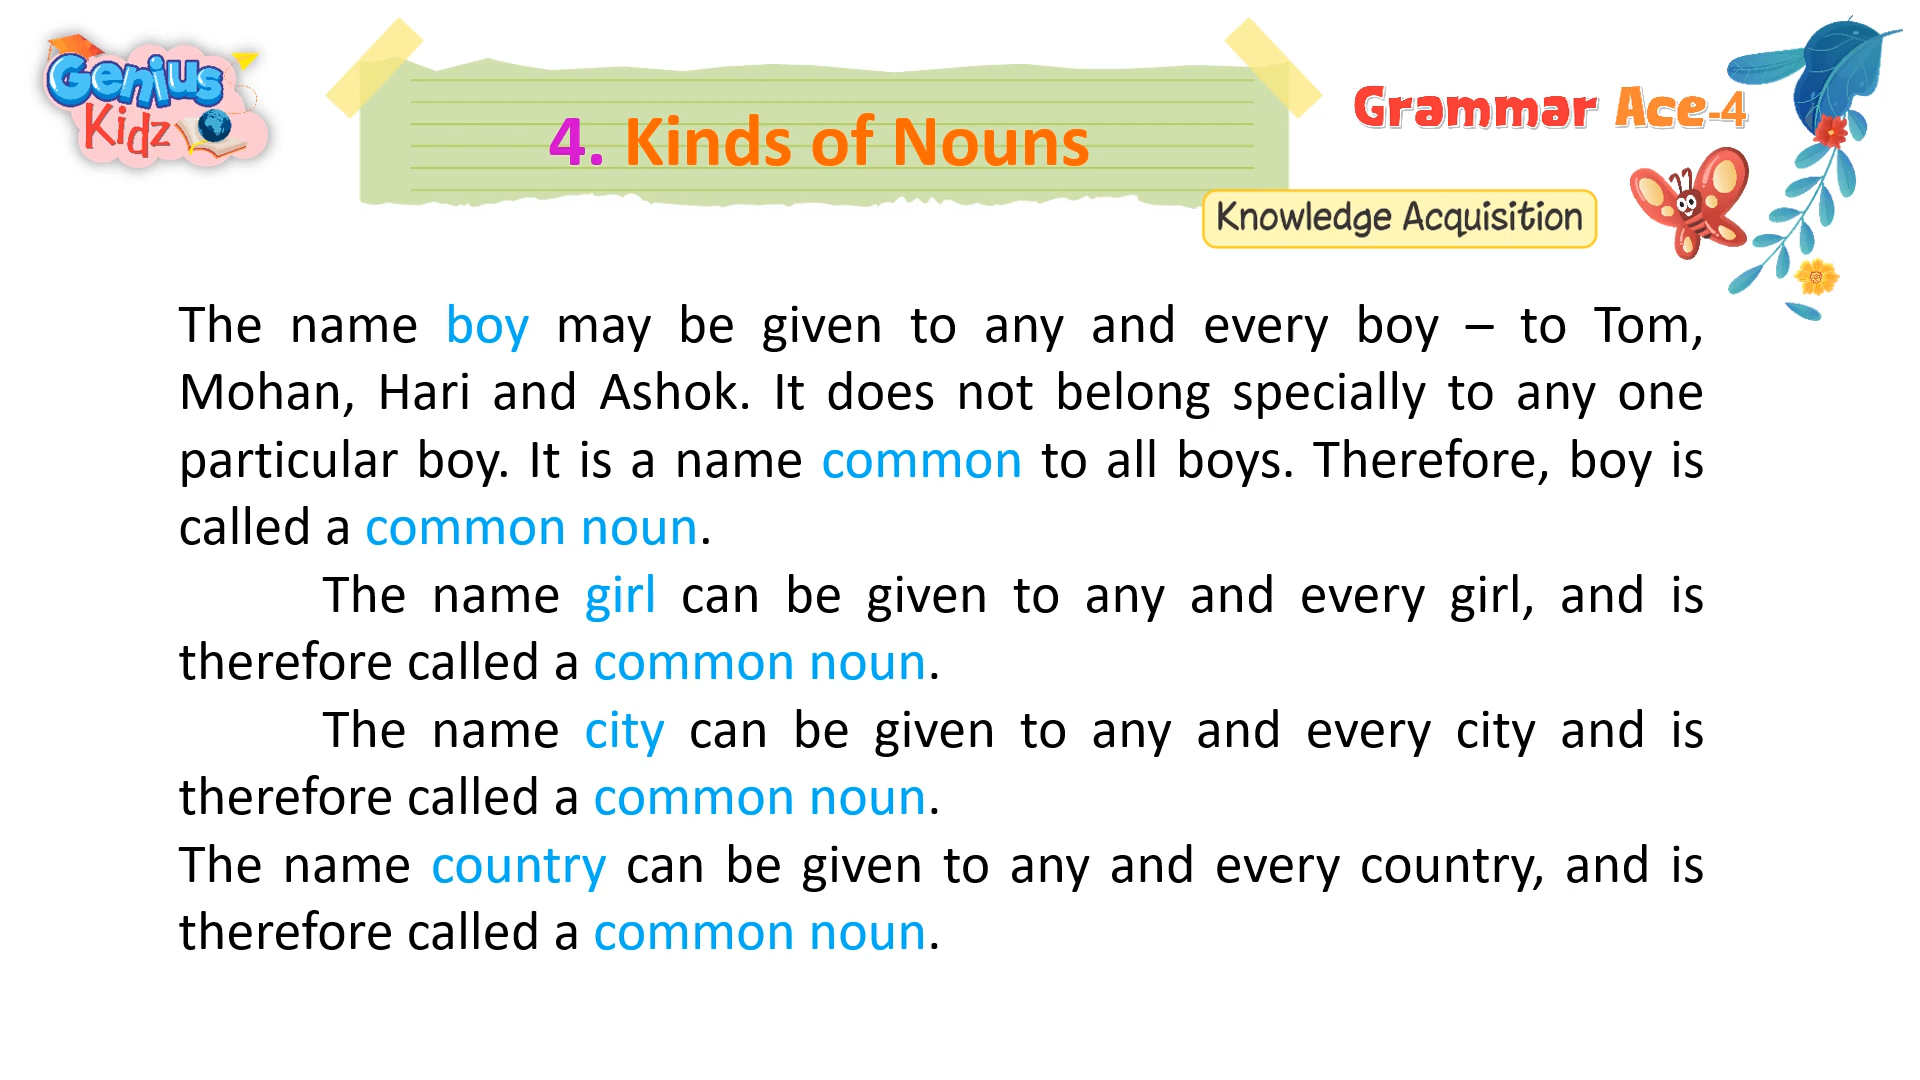 Genius
Kidz
4. Kinds of Nouns
Grammar Ace-4
Knowledge Acquisition
The name boy may be given to any and every boy – to Tom,
Mohan, Hari and Ashok. It does not belong specially to any one
particular boy. It is a name common to all boys. Therefore, boy is
called a common noun.
The name girl can be given to any and every girl, and is
therefore called a common noun.
The name city can be given to any and every city and is
therefore called a common noun.
The name country can be given to any and every country, and is
therefore called a common noun.